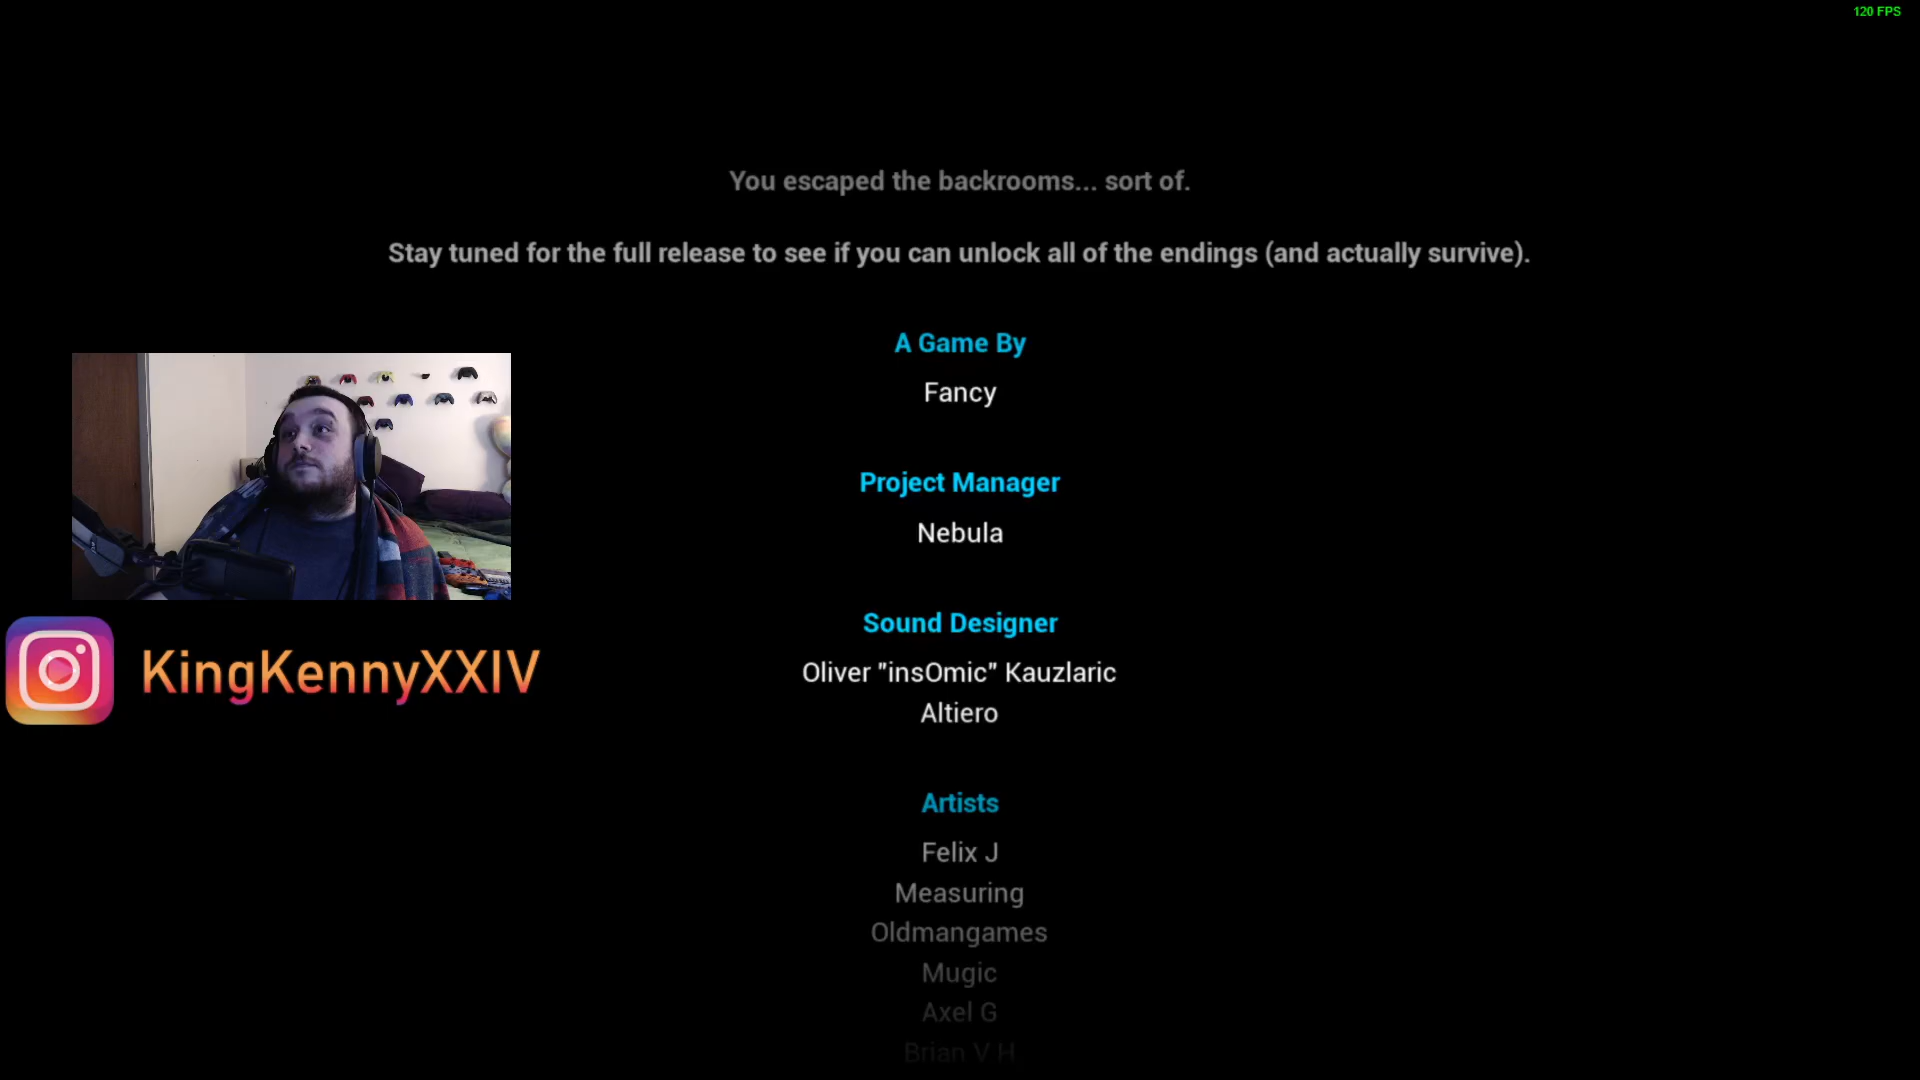 120 FPS
You escaped the backrooms... sort of.
Stay tuned for the full release to see if you can unlock all of the endings (and actually survive).
A Game By
Fancy
Project Manager
Nebula
Sound Designer
Oliver "insOmic" Kauzlaric
Altiero
KingKennyXXIV
Artists
Felix J
Measuring
Oldmangames
Mugic
Axel G
Brian V H